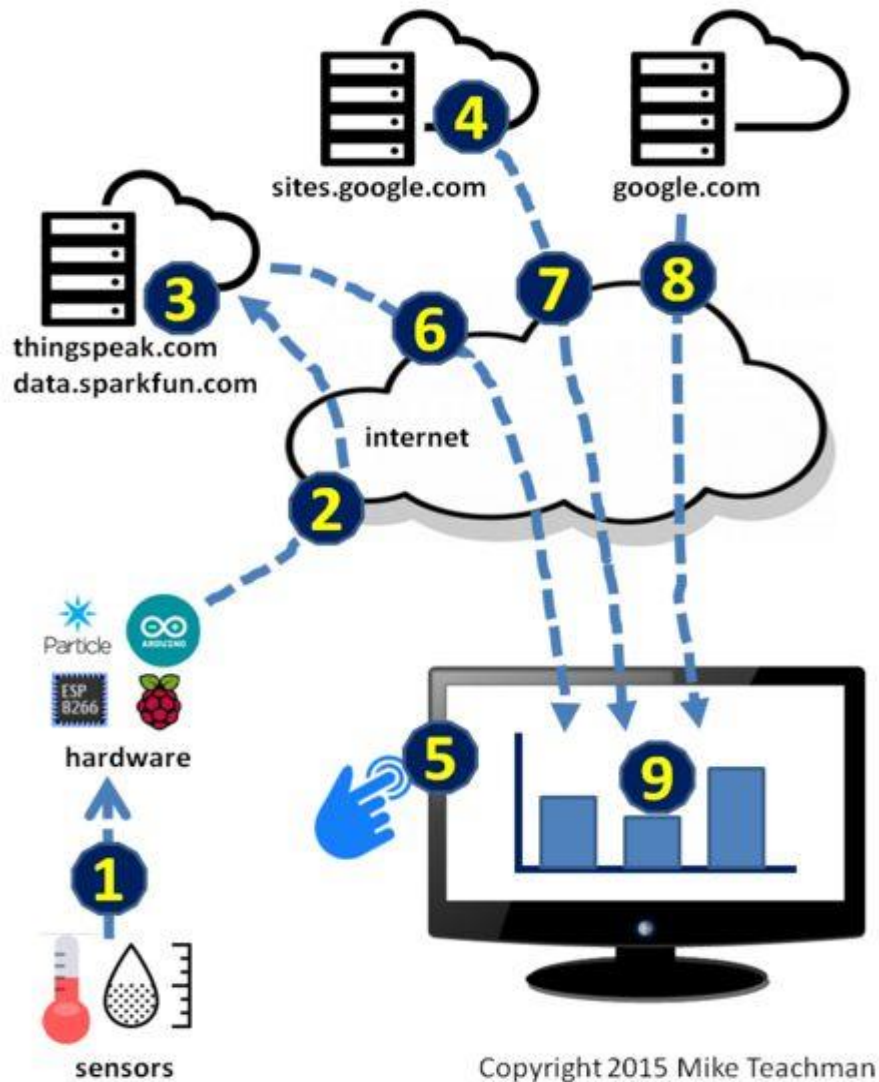 4
sites.google.com
google.com
3
thingspeak.com
data.sparkfun.com
6
7
8
internet
2
Particle
ARDUINO
ESP
8266
hardware
5
9
1
sensors
Copyright 2015 Mike Teachman